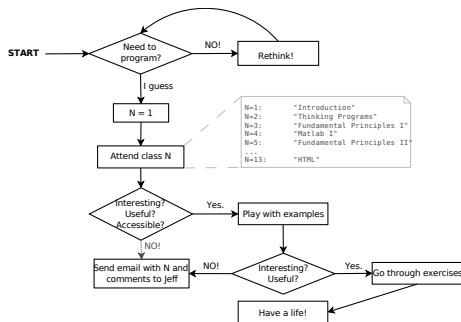 START
Need to
program?
NO!
Rethink!
I guess
N = 1
Attend class N
N=1: "Introduction"
N=2: "Thinking Programs"
N=3: "Fundamental Principles I"
N=4: "Matlab I"
N=5: "Fundamental Principles II"
...
N=13: "HTML"
Interesting?
Useful?
Accessible?
Yes.
Play with examples
NO!
Send email with N and
comments to Jeff
NO!
Interesting?
Useful?
Yes.
Go through exercises
Have a life!